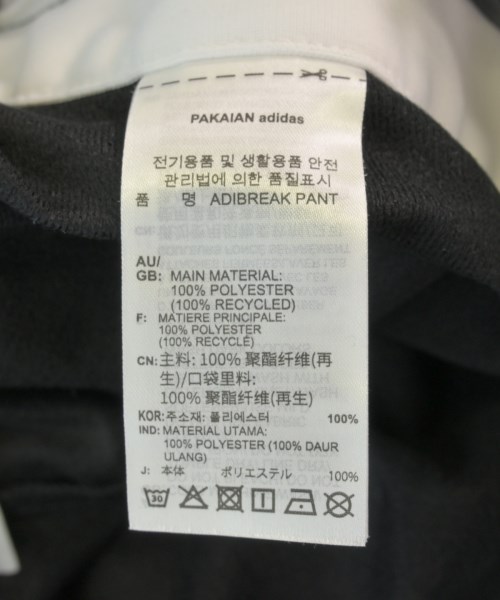 PAKAIAN adidas
전기용품 및 생활용품 안전
관리법에 의한 품질표시
품 명 ADIBREAK PANT
AU/
GB: MAIN MATERIAL:
100% POLYESTER
(100% RECYCLED)
F: MATIERE PRINCIPALE:
100% POLYESTER
(100% RECYCLÉ)
CN: 主料: 100% 聚酯纤维(再
生)/口袋里料:
100% 聚酯纤维(再生)
KOR: 주소재: 폴리에스터 100%
IND: MATERIAL UTAMA:
100% POLYESTER (100% DAUR
ULANG)
J: 本体 ポリエステル 100%
30